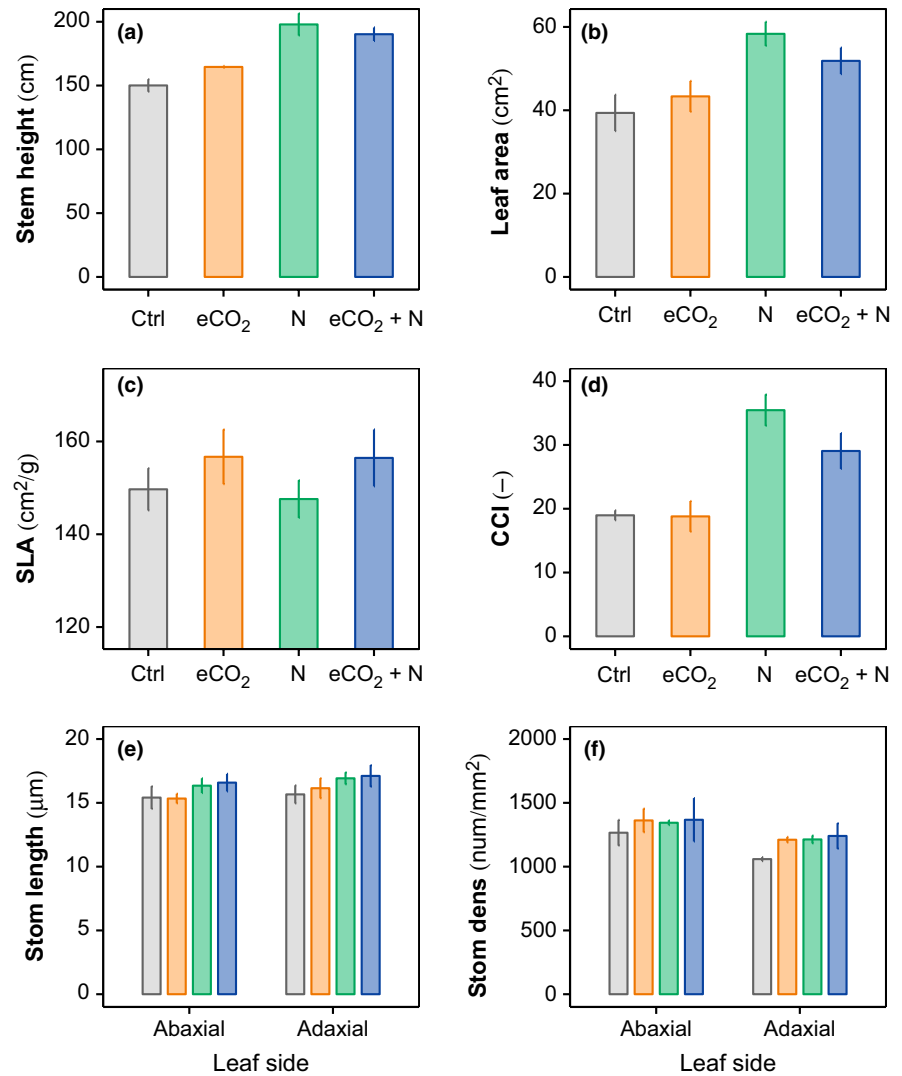 (a)
Stem height (cm)
200
150
100
50
0
Ctrl eCO₂ N eCO₂ + N
(b)
Leaf area (cm²)
60
40
20
0
Ctrl eCO₂ N eCO₂ + N
(c)
SLA (cm²/g)
160
140
120
Ctrl eCO₂ N eCO₂ + N
(d)
CCI (–)
40
30
20
10
0
Ctrl eCO₂ N eCO₂ + N
(e)
Stom length (μm)
20
15
10
5
0
Abaxial Adaxial
Leaf side
(f)
Stom dens (num/mm²)
2000
1500
1000
500
0
Abaxial Adaxial
Leaf side